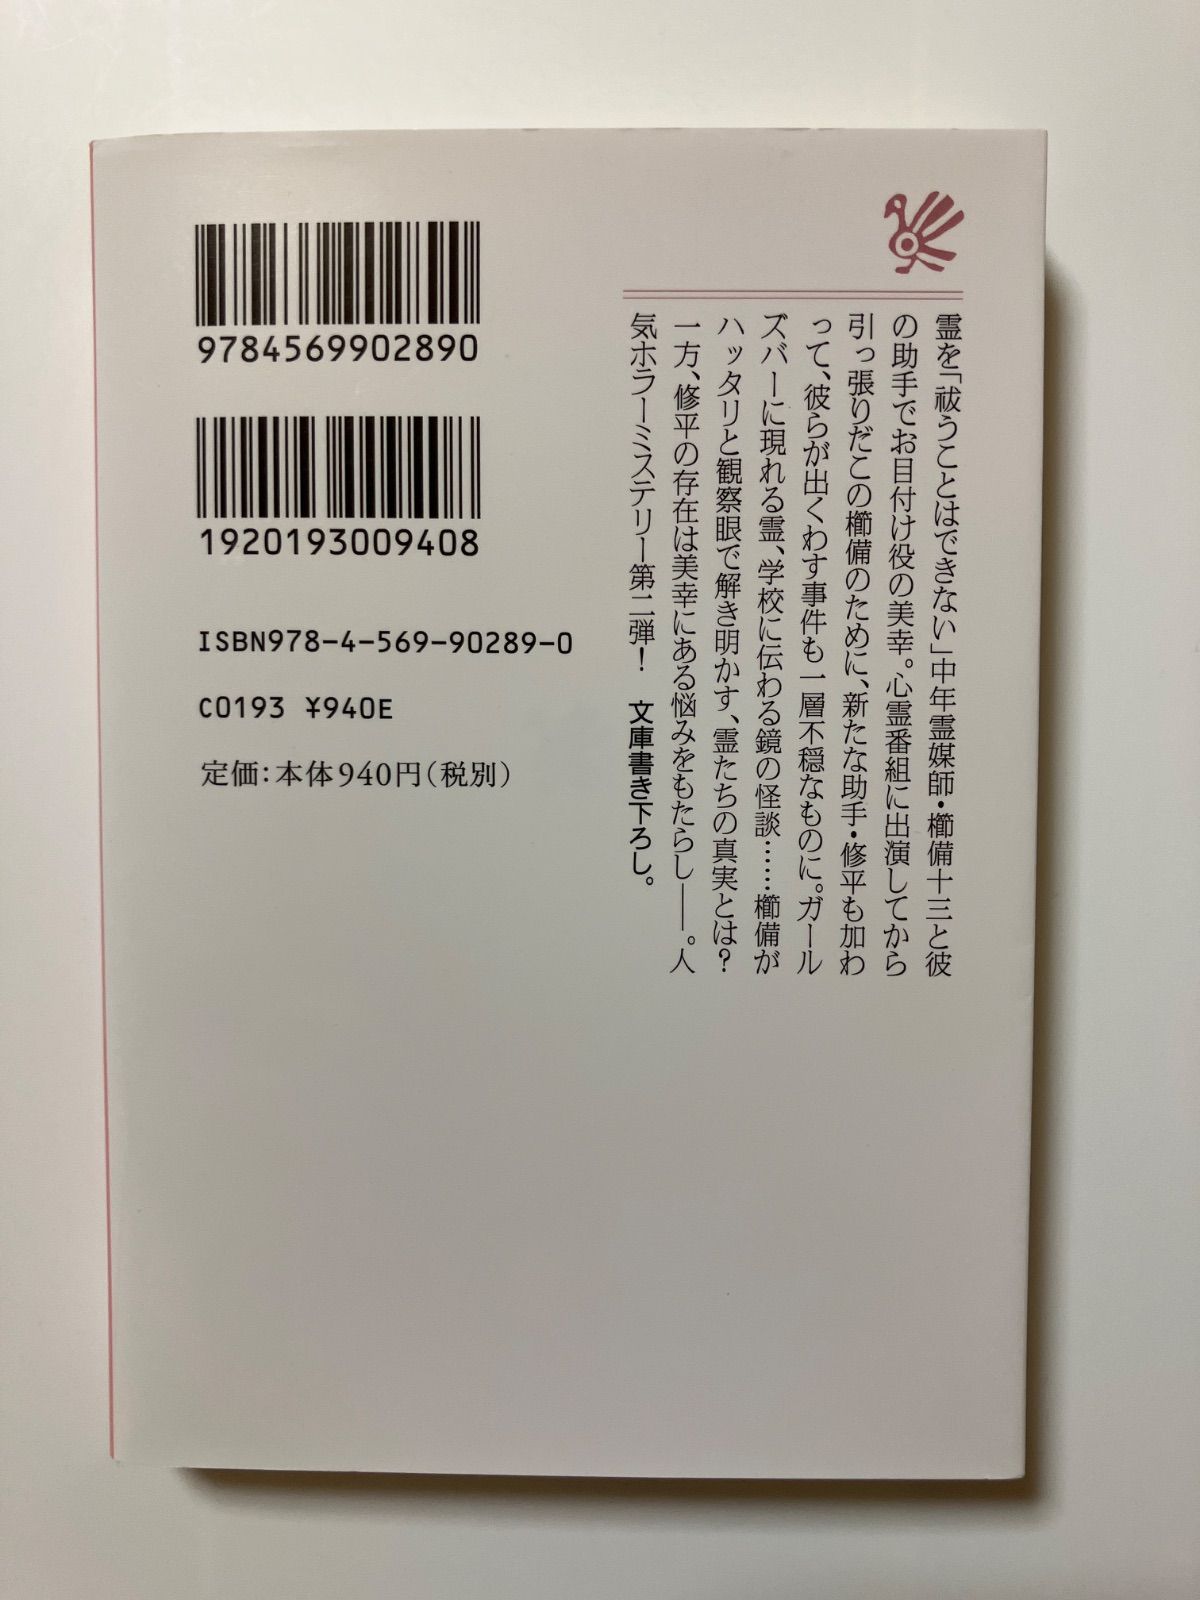 霊を「祓うことはできない」中年霊媒師・櫛備十三と彼
の助手でお目付け役の美幸。心霊番組に出演してから
引っ張りだこの櫛備のために、新たな助手・修平も加わ
って、彼らが出くわす事件も一層不穏なものに。ガール
ズバーに現れる霊、学校に伝わる鏡の怪談……櫛備が
ハッタリと観察眼で解き明かす、霊たちの真実とは？
一方、修平の存在は美幸にある悩みをもたらし――。人
気ホラーミステリー第二弾！　文庫書き下ろし。
9784569902890
1920193009408
ISBN978-4-569-90289-0
C0193 ¥940E
定価：本体940円（税別）